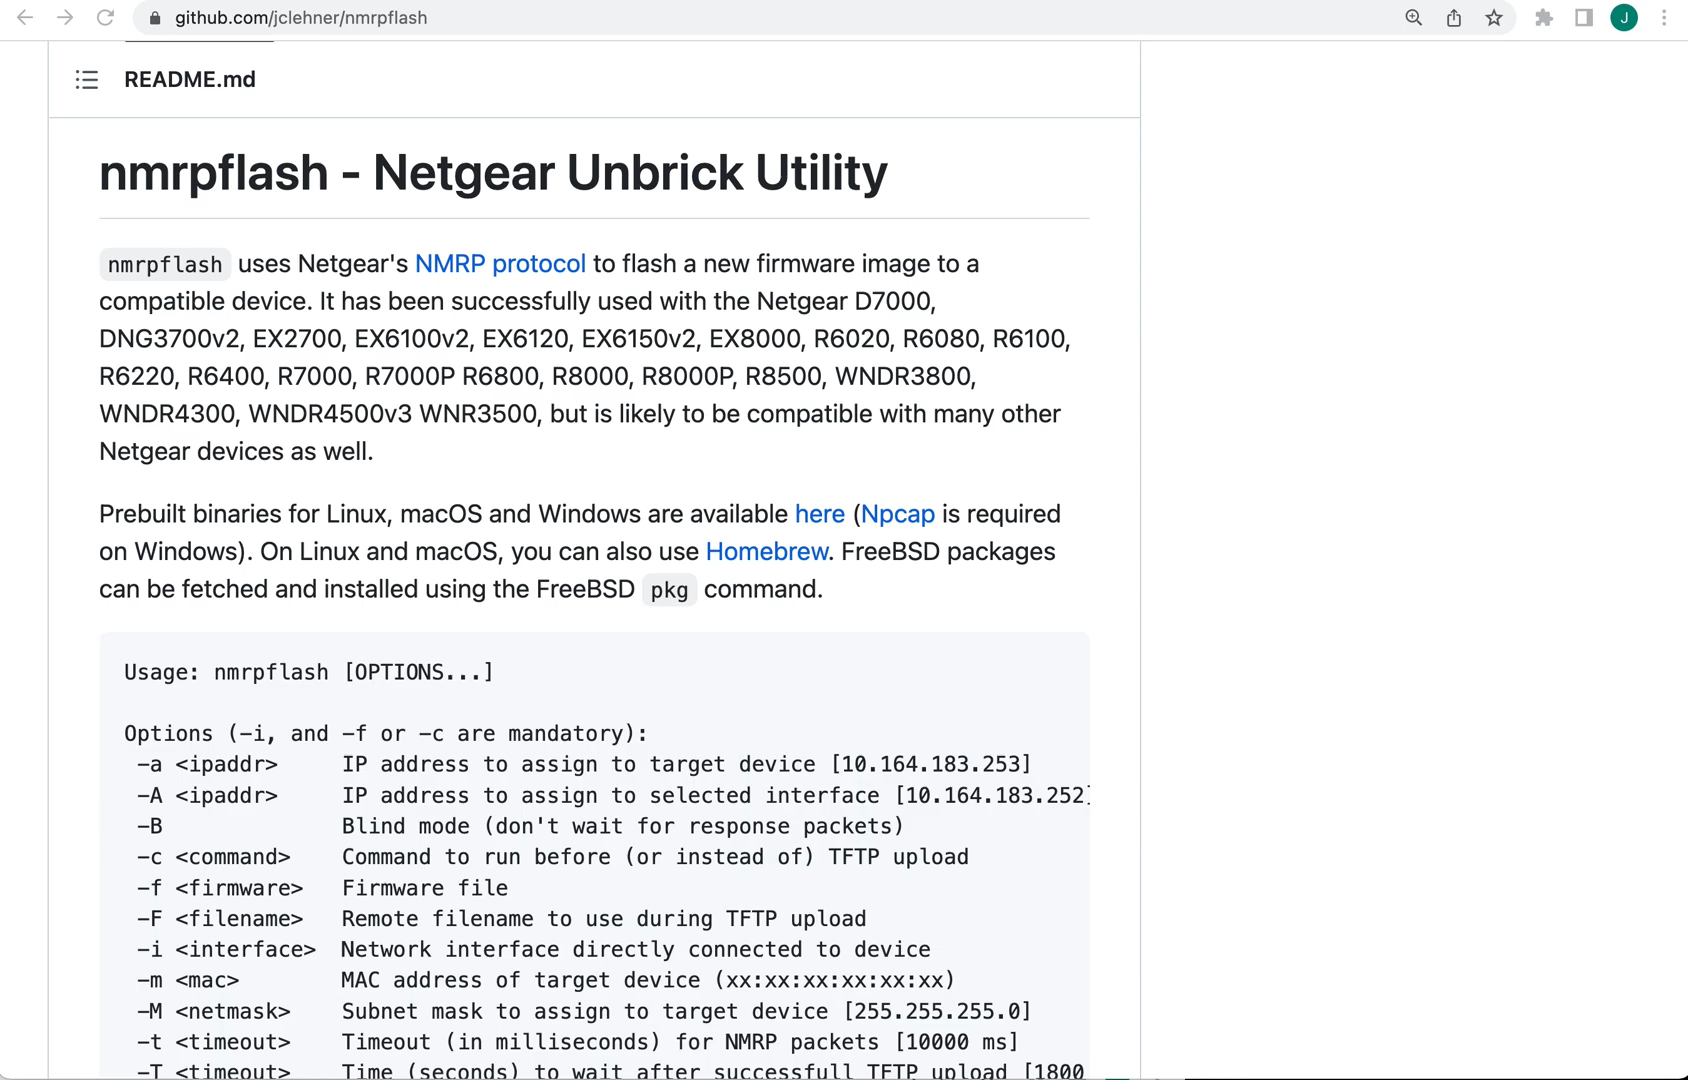 github.com/jclehner/nmrpflash
J
README.md
nmrpflash - Netgear Unbrick Utility
nmrpflash uses Netgear's NMRP protocol to flash a new firmware image to a
compatible device. It has been successfully used with the Netgear D7000,
DNG3700v2, EX2700, EX6100v2, EX6120, EX6150v2, EX8000, R6020, R6080, R6100,
R6220, R6400, R7000, R7000P R6800, R8000, R8000P, R8500, WNDR3800,
WNDR4300, WNDR4500v3 WNR3500, but is likely to be compatible with many other
Netgear devices as well.
Prebuilt binaries for Linux, macOS and Windows are available here (Npcap is required
on Windows). On Linux and macOS, you can also use Homebrew. FreeBSD packages
can be fetched and installed using the FreeBSD pkg command.
Usage: nmrpflash [OPTIONS...]
Options (-i, and -f or -c are mandatory):
-a <ipaddr> IP address to assign to target device [10.164.183.253]
-A <ipaddr> IP address to assign to selected interface [10.164.183.252]
-B Blind mode (don't wait for response packets)
-c <command> Command to run before (or instead of) TFTP upload
-f <firmware> Firmware file
-F <filename> Remote filename to use during TFTP upload
-i <interface> Network interface directly connected to device
-m <mac> MAC address of target device (xx:xx:xx:xx:xx:xx)
-M <netmask> Subnet mask to assign to target device [255.255.255.0]
-t <timeout> Timeout (in milliseconds) for NMRP packets [10000 ms]
-T <timeout> Time (seconds) to wait after successfull TFTP upload [1800